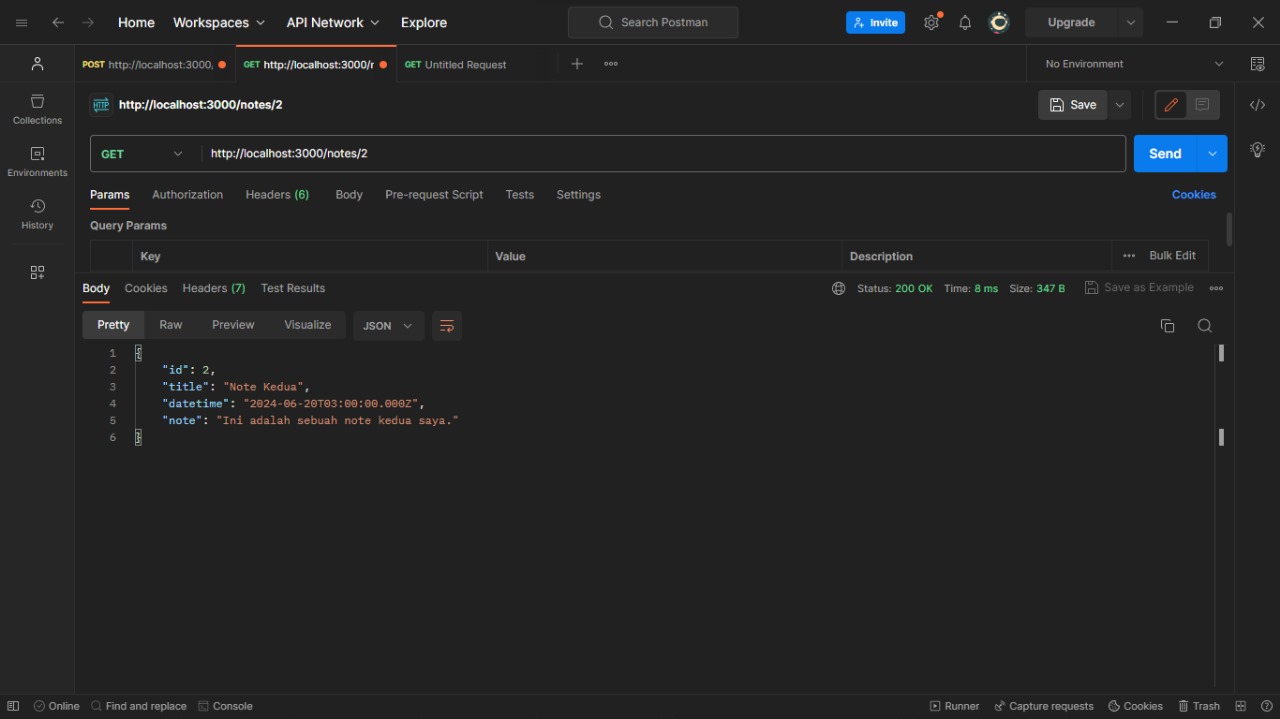 Home Workspaces API Network Explore Search Postman Invite Upgrade
POST http://localhost:3000, GET http://localhost:3000/r GET Untitled Request No Environment
HTTP http://localhost:3000/notes/2 Save
Collections
GET http://localhost:3000/notes/2 Send
Environments
Params Authorization Headers (6) Body Pre-request Script Tests Settings Cookies
History
Query Params
Key Value Description Bulk Edit
Body Cookies Headers (7) Test Results Status: 200 OK Time: 8 ms Size: 347 B Save as Example
Pretty Raw Preview Visualize JSON
1 {
2 "id": 2,
3 "title": "Note Kedua",
4 "datetime": "2024-06-20T03:00:00.000Z",
5 "note": "Ini adalah sebuah note kedua saya."
6 }
Online Find and replace Console Runner Capture requests Cookies Trash